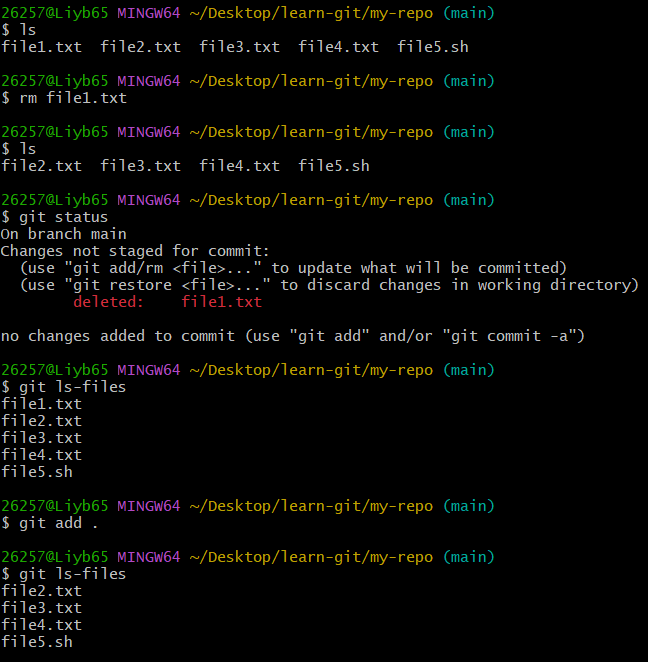 26257@Liyb65 MINGW64 ~/Desktop/learn-git/my-repo (main)
$ ls
file1.txt  file2.txt  file3.txt  file4.txt  file5.sh
26257@Liyb65 MINGW64 ~/Desktop/learn-git/my-repo (main)
$ rm file1.txt
26257@Liyb65 MINGW64 ~/Desktop/learn-git/my-repo (main)
$ ls
file2.txt  file3.txt  file4.txt  file5.sh
26257@Liyb65 MINGW64 ~/Desktop/learn-git/my-repo (main)
$ git status
On branch main
Changes not staged for commit:
  (use "git add/rm <file>..." to update what will be committed)
  (use "git restore <file>..." to discard changes in working directory)
        deleted:    file1.txt
no changes added to commit (use "git add" and/or "git commit -a")
26257@Liyb65 MINGW64 ~/Desktop/learn-git/my-repo (main)
$ git ls-files
file1.txt
file2.txt
file3.txt
file4.txt
file5.sh
26257@Liyb65 MINGW64 ~/Desktop/learn-git/my-repo (main)
$ git add .
26257@Liyb65 MINGW64 ~/Desktop/learn-git/my-repo (main)
$ git ls-files
file2.txt
file3.txt
file4.txt
file5.sh